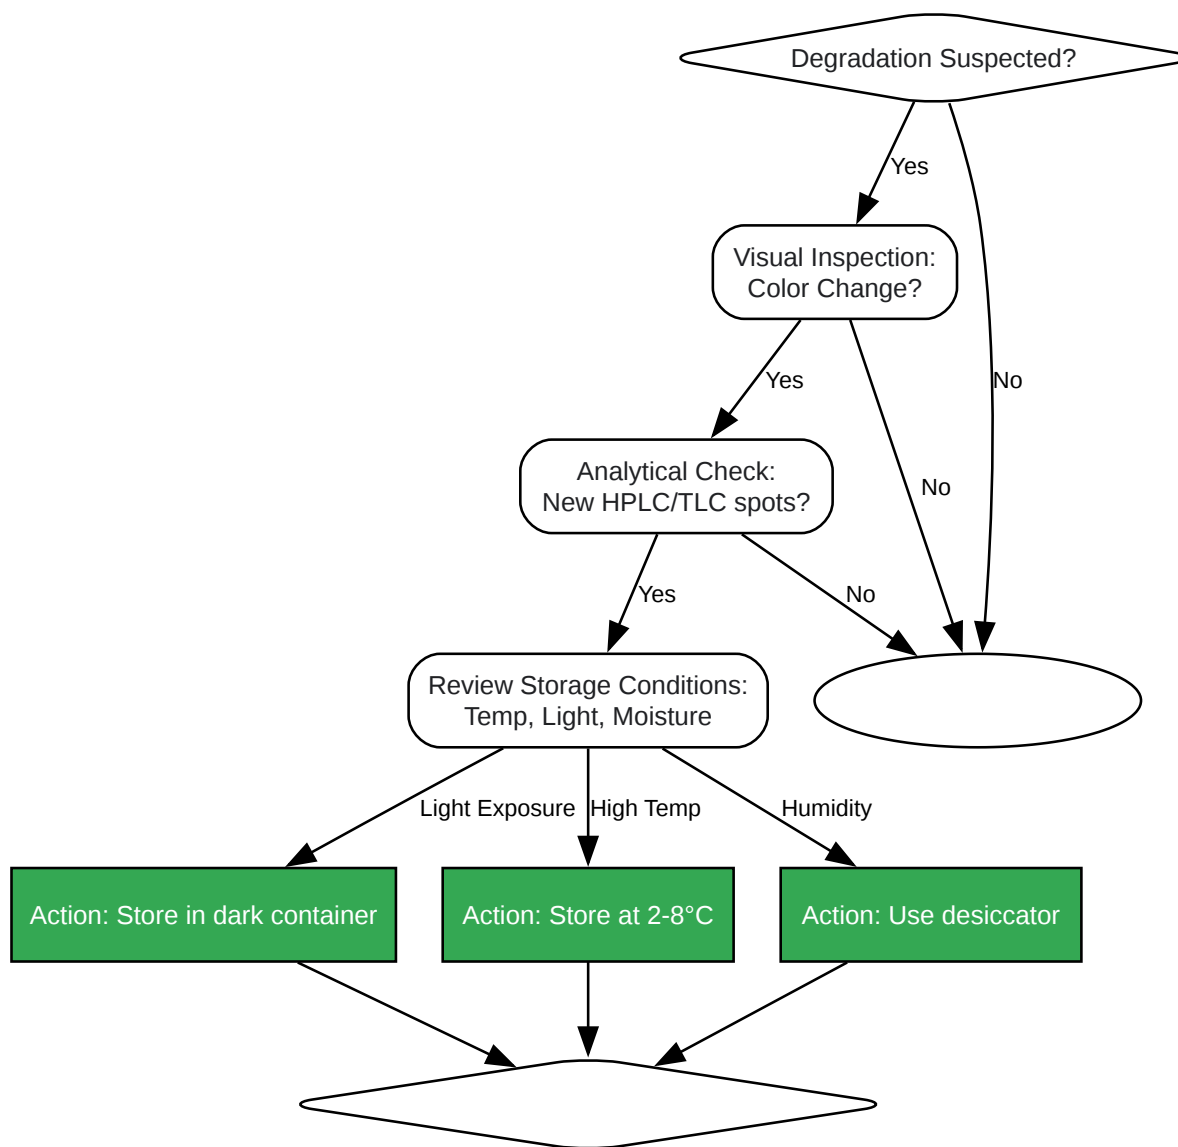 Degradation Suspected?
Yes
Visual Inspection:
Color Change?
Yes
No
No
Analytical Check:
New HPLC/TLC spots?
Yes
No
Review Storage Conditions:
Temp, Light, Moisture
Light Exposure
High Temp
Humidity
Action: Store in dark container
Action: Store at 2-8°C
Action: Use desiccator